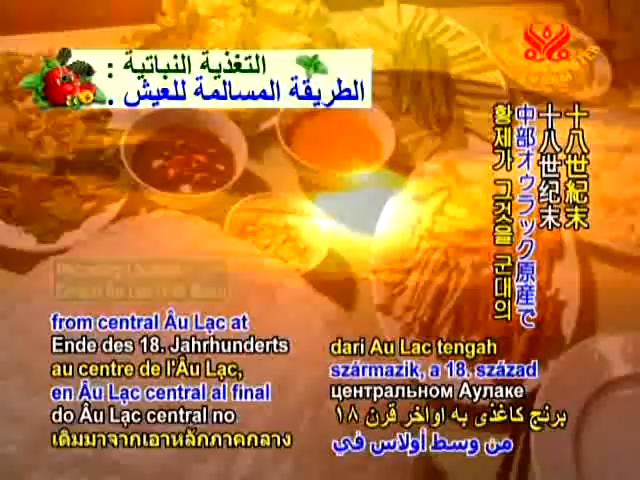 التغذية النباتية :
الطريقة المسالمة للعيش .
十八世紀末
十八世纪末
中部オゥラック原産で
황제가 그것을 군대의
from central Âu Lạc at
Ende des 18. Jahrhunderts
au centre de l'Âu Lạc,
en Âu Lạc central al final
do Âu Lạc central no
เดิมมาจากเอาหลักภาคกลาง
dari Au Lac tengah
származik, a 18. század
центральном Аулаке
برنج کاغذی به اواخر قرن ۱۸
من وسط أولاس في